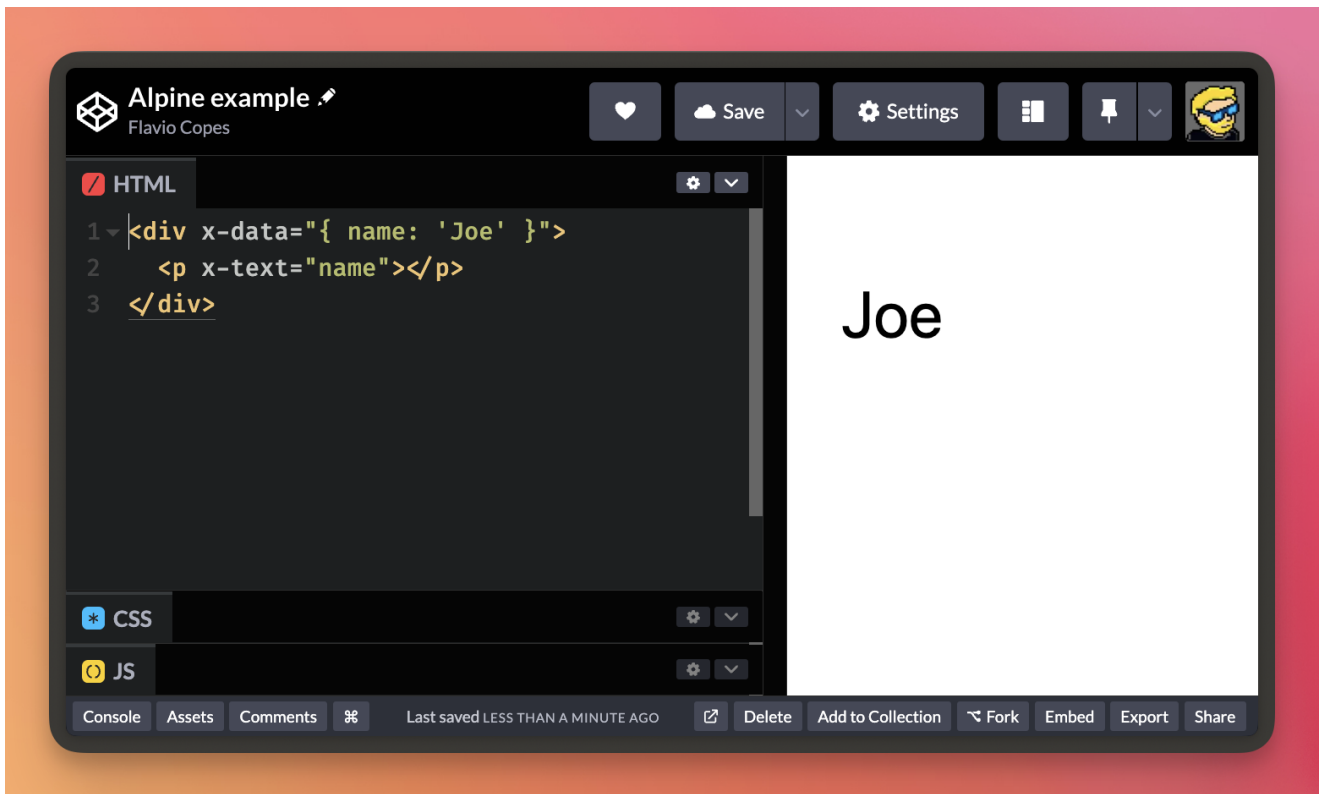 Alpine example
Flavio Copes
Save
Settings
HTML
1 <div x-data="{ name: 'Joe' }">
2 <p x-text="name"></p>
3 </div>
Joe
CSS
JS
Console Assets Comments ⌘ Last saved LESS THAN A MINUTE AGO Delete Add to Collection Fork Embed Export Share